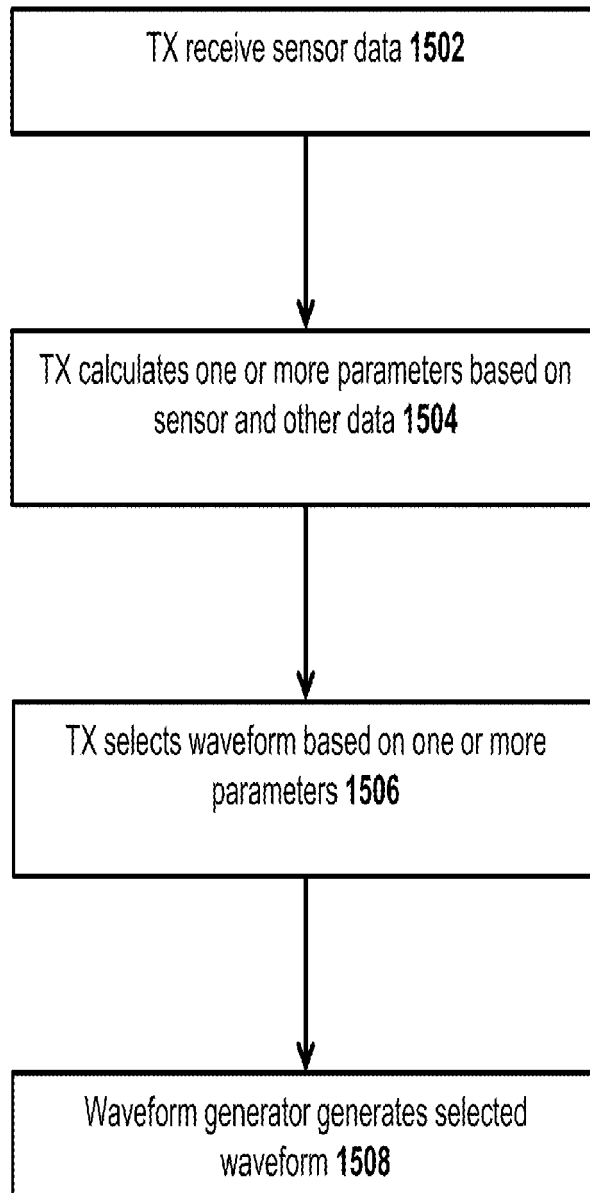 TX receive sensor data 1502
TX calculates one or more parameters based on
sensor and other data 1504
TX selects waveform based on one or more
parameters 1506
Waveform generator generates selected
waveform 1508